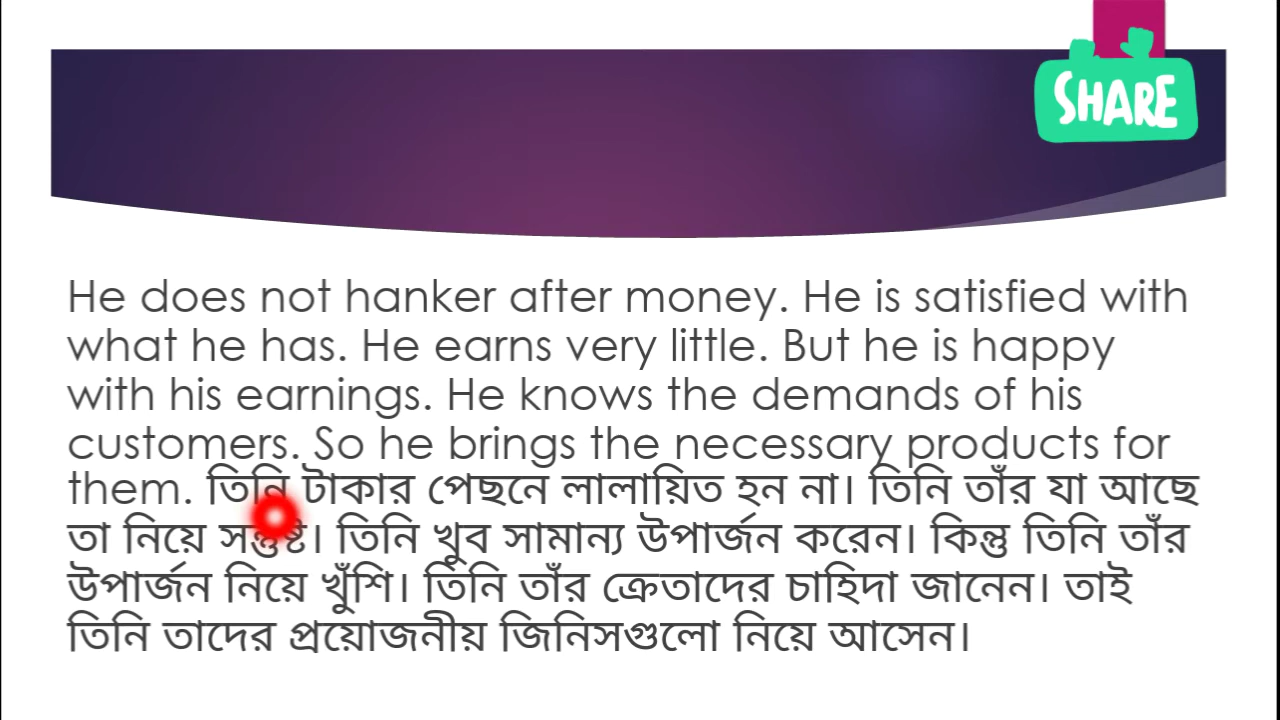 SHARE
He does not hanker after money. He is satisfied with
what he has. He earns very little. But he is happy
with his earnings. He knows the demands of his
customers. So he brings the necessary products for
them. তিনি টাকার পেছনে লালায়িত হন না। তিনি তাঁর যা আছে
তা নিয়ে সন্তুষ্ট। তিনি খুব সামান্য উপার্জন করেন। কিন্তু তিনি তাঁর
উপার্জন নিয়ে খুঁশি। তিনি তাঁর ক্রেতাদের চাহিদা জানেন। তাই
তিনি তাদের প্রয়োজনীয় জিনিসগুলো নিয়ে আসেন।